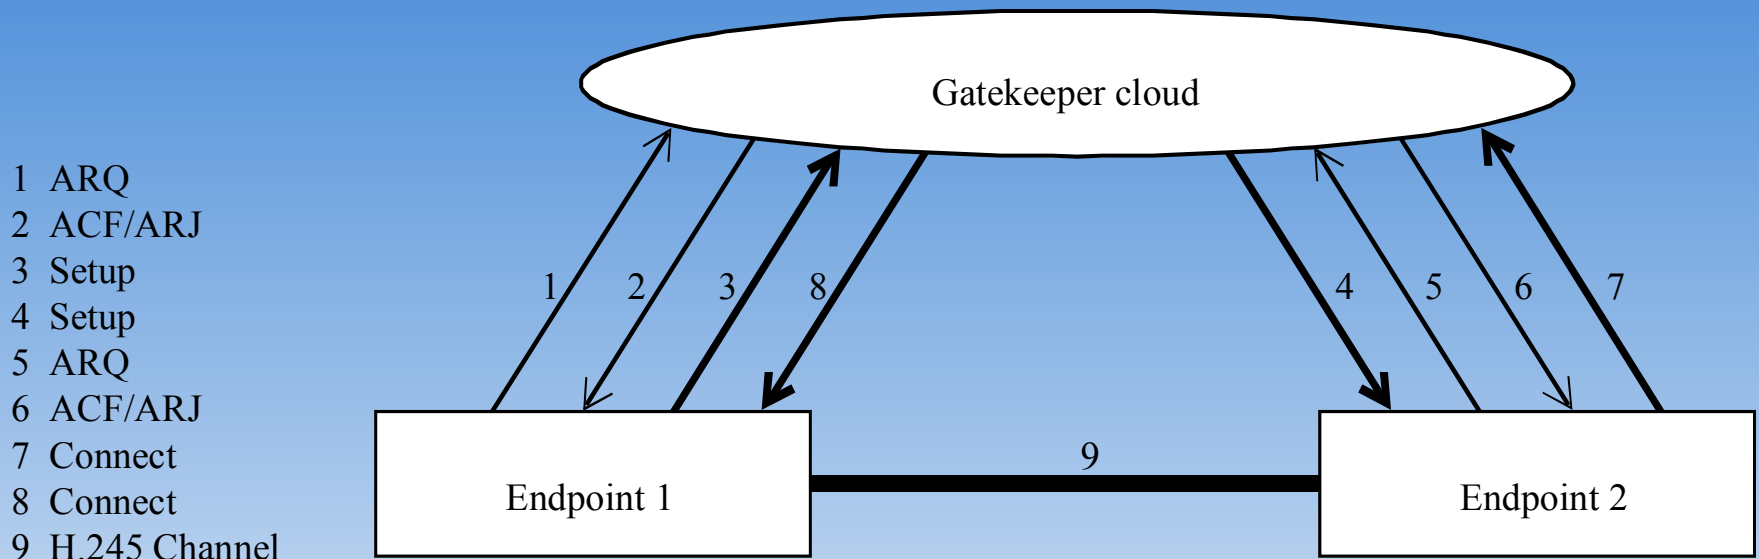 Gatekeeper cloud
1 ARQ
2 ACF/ARJ
3 Setup
4 Setup
5 ARQ
6 ACF/ARJ
7 Connect
8 Connect
9 H.245 Channel
1 2 3 8 4 5 6 7
9
Endpoint 1
Endpoint 2